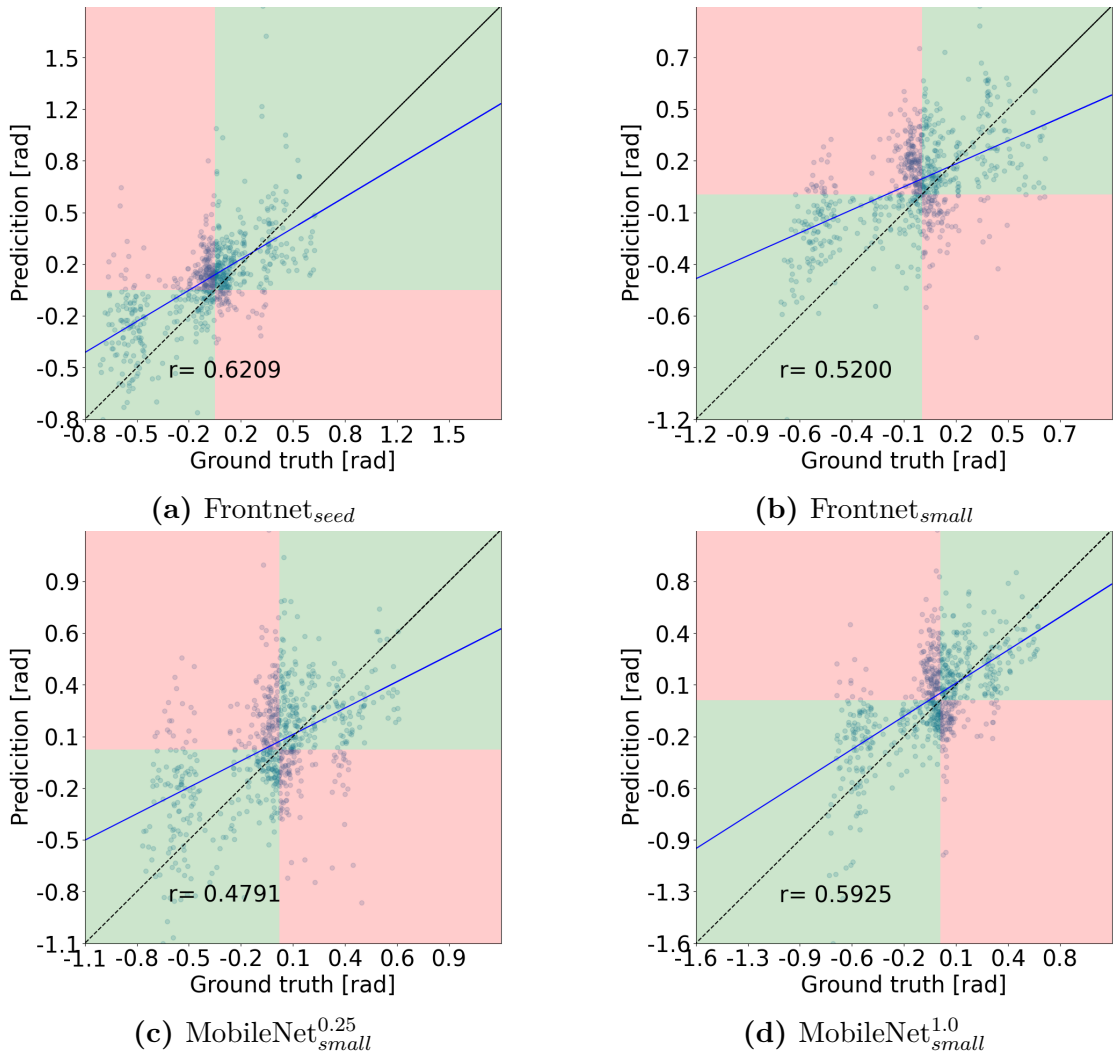 1.5
1.2
0.8
0.5
0.2
-0.2
-0.5
-0.8
Predicition [rad]
r= 0.6209
-0.8 -0.5 -0.2 0.2 0.5 0.8 1.2 1.5
Ground truth [rad]
(a) Frontnet_seed
0.7
0.5
0.2
-0.1
-0.4
-0.6
-0.9
-1.2
Predicition [rad]
r= 0.5200
-1.2 -0.9 -0.6 -0.4 -0.1 0.2 0.5 0.7
Ground truth [rad]
(b) Frontnet_small
0.9
0.6
0.4
0.1
-0.2
-0.5
-0.8
-1.1
Predicition [rad]
r= 0.4791
-1.1 -0.8 -0.5 -0.2 0.1 0.4 0.6 0.9
Ground truth [rad]
(c) MobileNet^0.25_small
0.8
0.4
0.1
-0.2
-0.6
-0.9
-1.3
-1.6
Predicition [rad]
r= 0.5925
-1.6 -1.3 -0.9 -0.6 -0.2 0.1 0.4 0.8
Ground truth [rad]
(d) MobileNet^1.0_small